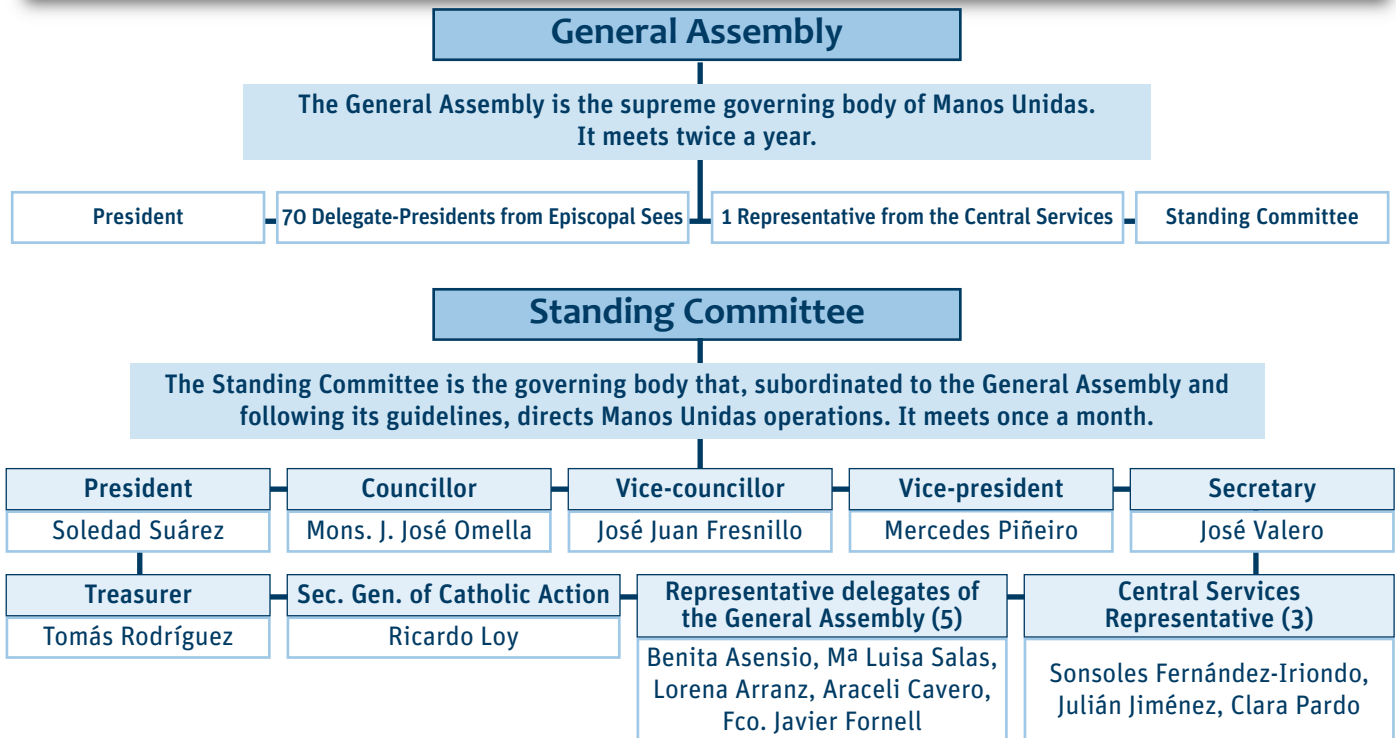 General Assembly
The General Assembly is the supreme governing body of Manos Unidas.
It meets twice a year.
President
70 Delegate-Presidents from Episcopal Sees
1 Representative from the Central Services
Standing Committee
Standing Committee
The Standing Committee is the governing body that, subordinated to the General Assembly and
following its guidelines, directs Manos Unidas operations. It meets once a month.
President
Soledad Suárez
Councillor
Mons. J. José Omella
Vice-councillor
José Juan Fresnillo
Vice-president
Mercedes Piñeiro
Secretary
José Valero
Treasurer
Tomás Rodríguez
Sec. Gen. of Catholic Action
Ricardo Loy
Representative delegates of
the General Assembly (5)
Benita Asensio, Mª Luisa Salas,
Lorena Arranz, Araceli Cavero,
Fco. Javier Fornell
Central Services
Representative (3)
Sonsoles Fernández-Iriondo,
Julián Jiménez, Clara Pardo